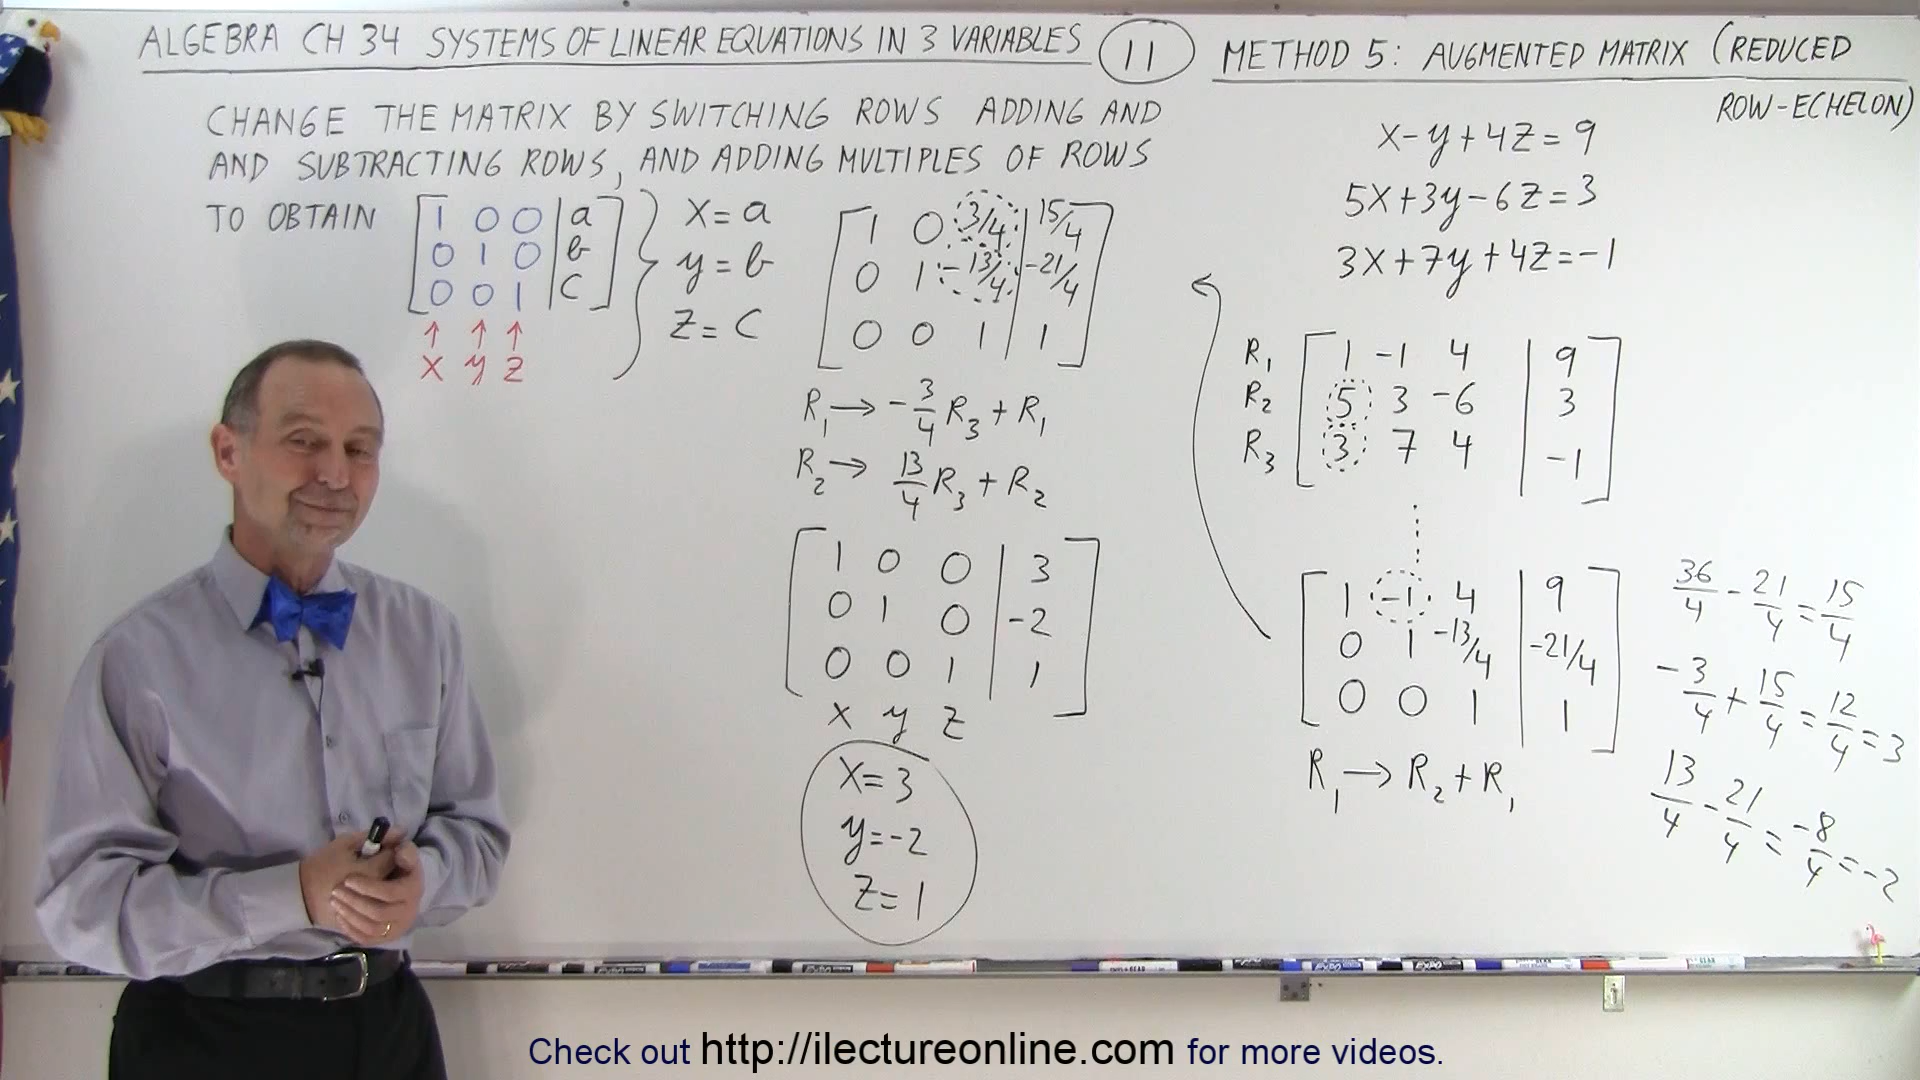 ALGEBRA CH 34 SYSTEMS OF LINEAR EQUATIONS IN 3 VARIABLES 11 METHOD 5: AUGMENTED MATRIX (REDUCED
ROW-ECHELON)
CHANGE THE MATRIX BY SWITCHING ROWS ADDING AND
AND SUBTRACTING ROWS, AND ADDING MULTIPLES OF ROWS
TO OBTAIN
[1 0 0 | a]
[0 1 0 | b]
[0 0 1 | c]
↑ ↑ ↑
X y z
} x = a
y = b
z = c
[1 0 3/4 | 15/4]
[0 1 -13/4 | -21/4]
[0 0 1 | 1]
R1 → -3/4 R3 + R1
R2 → 13/4 R3 + R2
[1 0 0 | 3]
[0 1 0 | -2]
[0 0 1 | 1]
x y z
x = 3
y = -2
z = 1
x - y + 4z = 9
5x + 3y - 6z = 3
3x + 7y + 4z = -1
R1 [1 -1 4 | 9]
R2 [5 3 -6 | 3]
R3 [3 7 4 | -1]
[1 -1 4 | 9]
[0 1 -13/4 | -21/4]
[0 0 1 | 1]
R1 → R2 + R1
36/4 - 21/4 = 15/4
-3/4 + 15/4 = 12/4 = 3
13/4 - 21/4 = -8/4 = -2
EXPO EXPO
Check out http://ilectureonline.com for more videos.